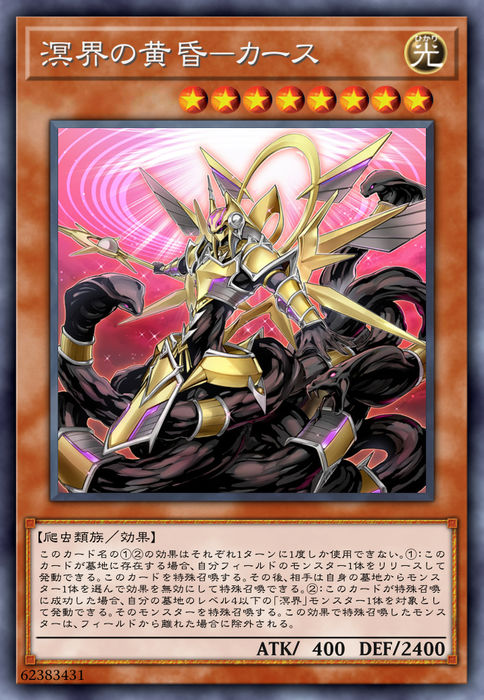 溟界の黄昏－カース
ひかり
光
【爬虫類族／効果】
このカード名の①②の効果はそれぞれ1ターンに1度しか使用できない。①：この
カードが墓地に存在する場合、自分フィールドのモンスター1体をリリースして
発動できる。このカードを特殊召喚する。その後、相手は自身の墓地からモンス
ター1体を選んで効果を無効にして特殊召喚できる。②：このカードが特殊召喚
に成功した場合、自分の墓地のレベル4以下の「溟界」モンスター1体を対象とし
て発動できる。そのモンスターを特殊召喚する。この効果で特殊召喚したモンス
ターは、フィールドから離れた場合に除外される。
ATK/ 400 DEF/2400
62383431